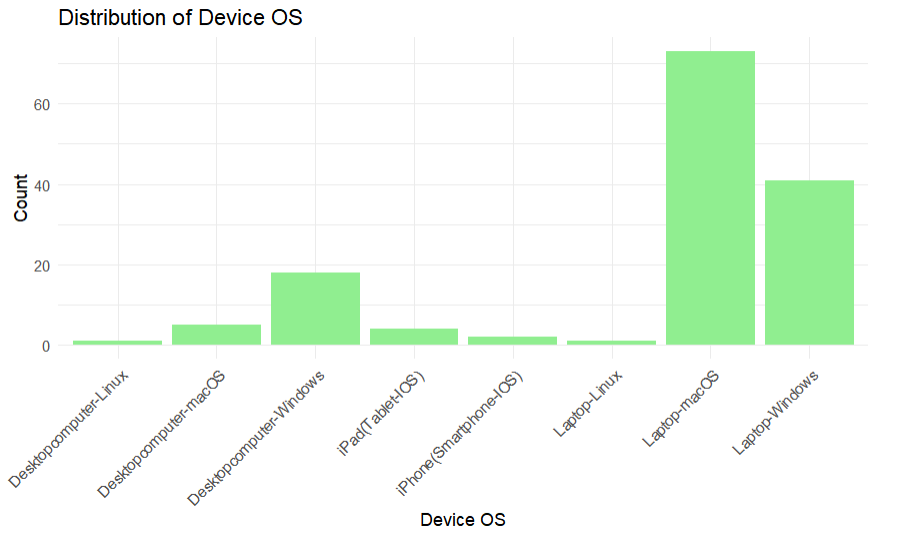 Distribution of Device OS
Count
60
40
20
0
Desktopcomputer-Linux
Desktopcomputer-macOS
Desktopcomputer-Windows
iPad(Tablet-IOS)
iPhone(Smartphone-IOS)
Laptop-Linux
Laptop-macOS
Laptop-Windows
Device OS